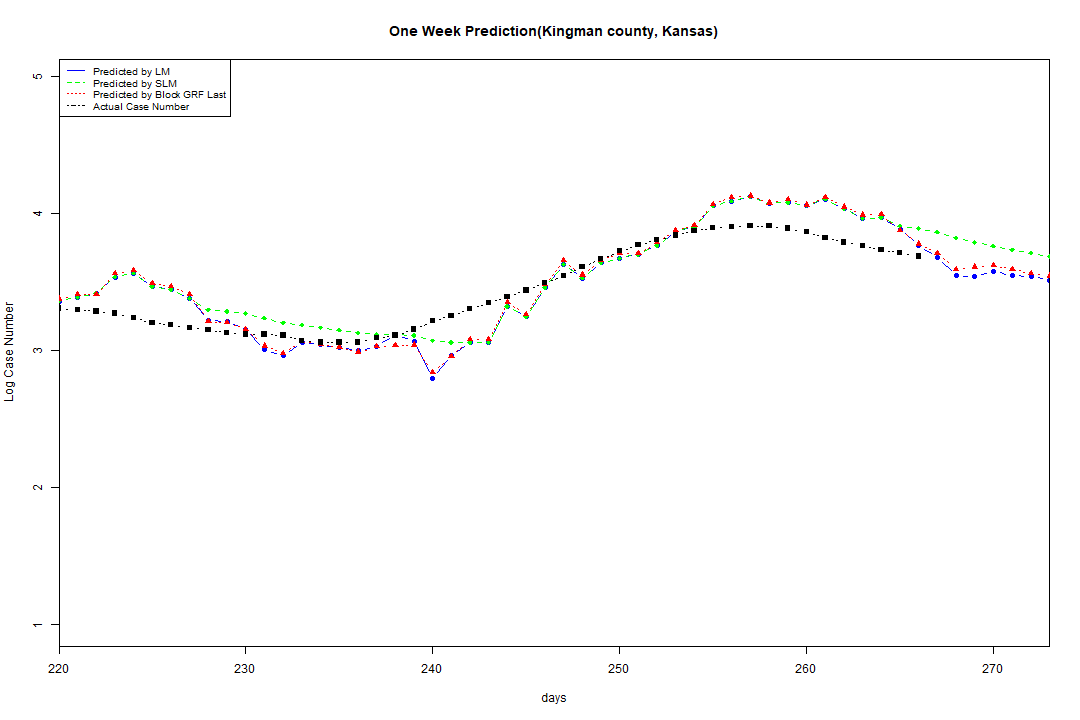 One Week Prediction(Kingman county, Kansas)
Predicted by LM
Predicted by SLM
Predicted by Block GRF Last
Actual Case Number
5
4
3
2
1
Log Case Number
220 230 240 250 260 270
days